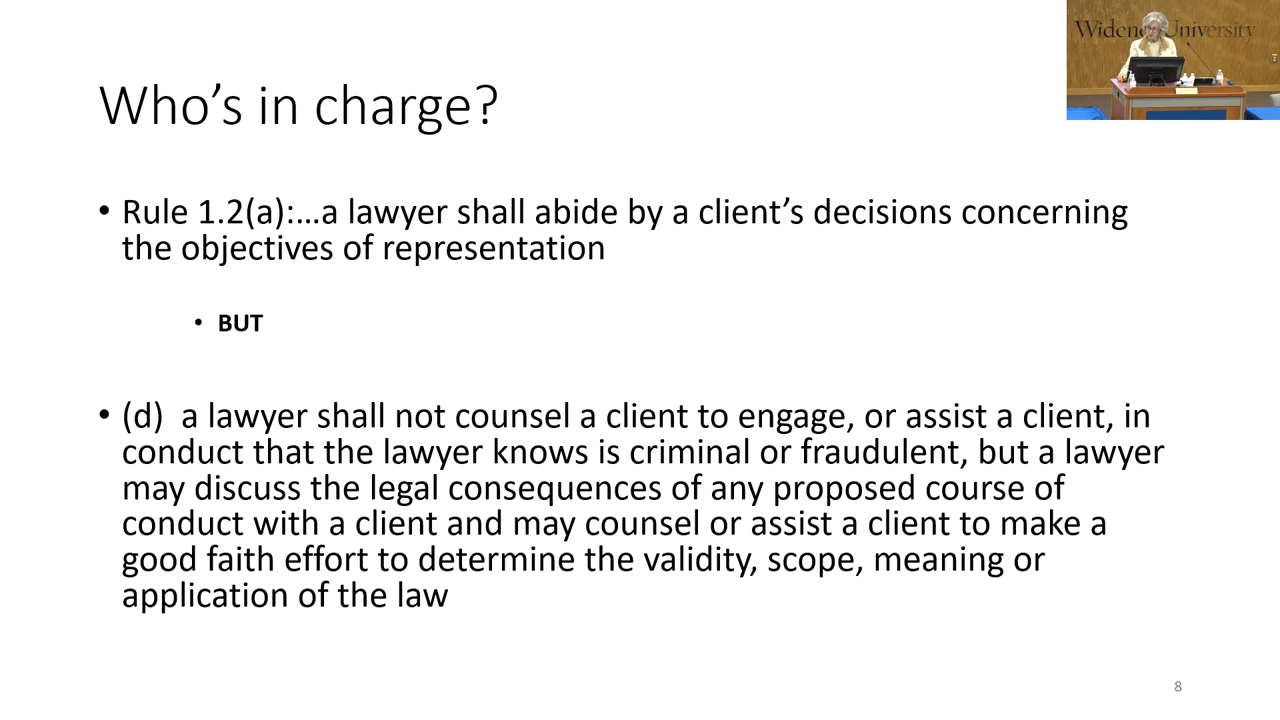 Widener University
Who's in charge?
• Rule 1.2(a):…a lawyer shall abide by a client's decisions concerning
the objectives of representation
• BUT
• (d)  a lawyer shall not counsel a client to engage, or assist a client, in
conduct that the lawyer knows is criminal or fraudulent, but a lawyer
may discuss the legal consequences of any proposed course of
conduct with a client and may counsel or assist a client to make a
good faith effort to determine the validity, scope, meaning or
application of the law
8